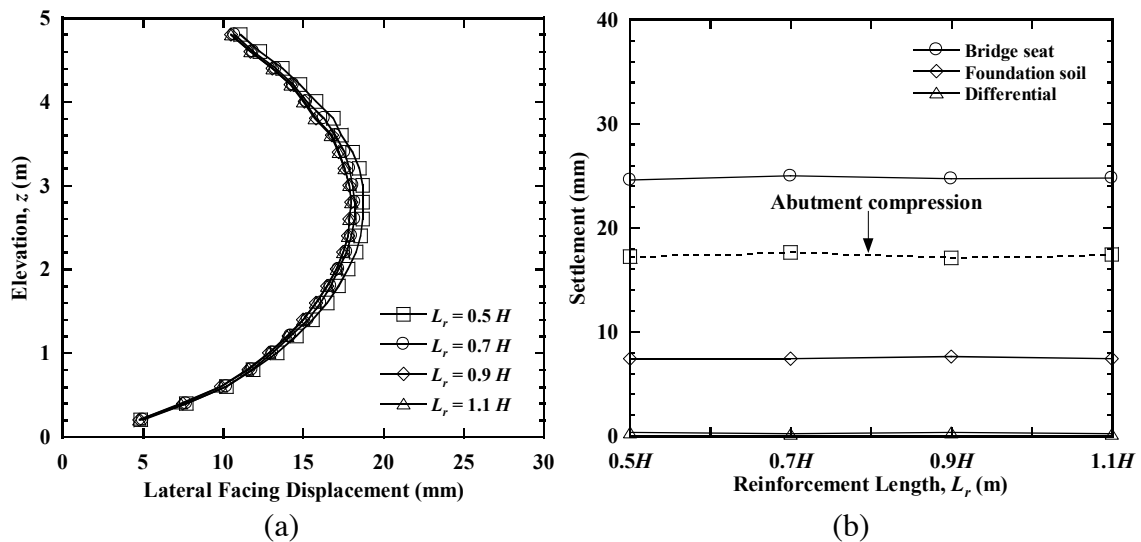 5
4
3
2
1
0
Elevation, z (m)
L_r = 0.5 H
L_r = 0.7 H
L_r = 0.9 H
L_r = 1.1 H
0 5 10 15 20 25 30
Lateral Facing Displacement (mm)
(a)
40
30
20
10
0
Settlement (mm)
Bridge seat
Foundation soil
Differential
Abutment compression
0.5H 0.7H 0.9H 1.1H
Reinforcement Length, L_r (m)
(b)